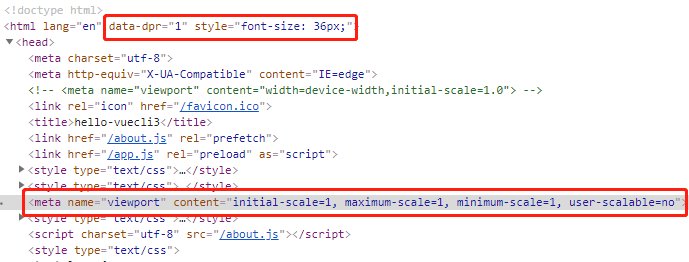 <!doctype html>
<html lang="en" data-dpr="1" style="font-size: 36px;">
▼<head>
<meta charset="utf-8">
<meta http-equiv="X-UA-Compatible" content="IE=edge">
<!-- <meta name="viewport" content="width=device-width,initial-scale=1.0"> -->
<link rel="icon" href="/favicon.ico">
<title>hello-vuecli3</title>
<link href="/about.js" rel="prefetch">
<link href="/app.js" rel="preload" as="script">
▶<style type="text/css">…</style>
▶<style type="text/css">…</style>
<meta name="viewport" content="initial-scale=1, maximum-scale=1, minimum-scale=1, user-scalable=no">
▶<style type="text/css">…</style>
<script charset="utf-8" src="/about.js"></script>
<style type="text/css">